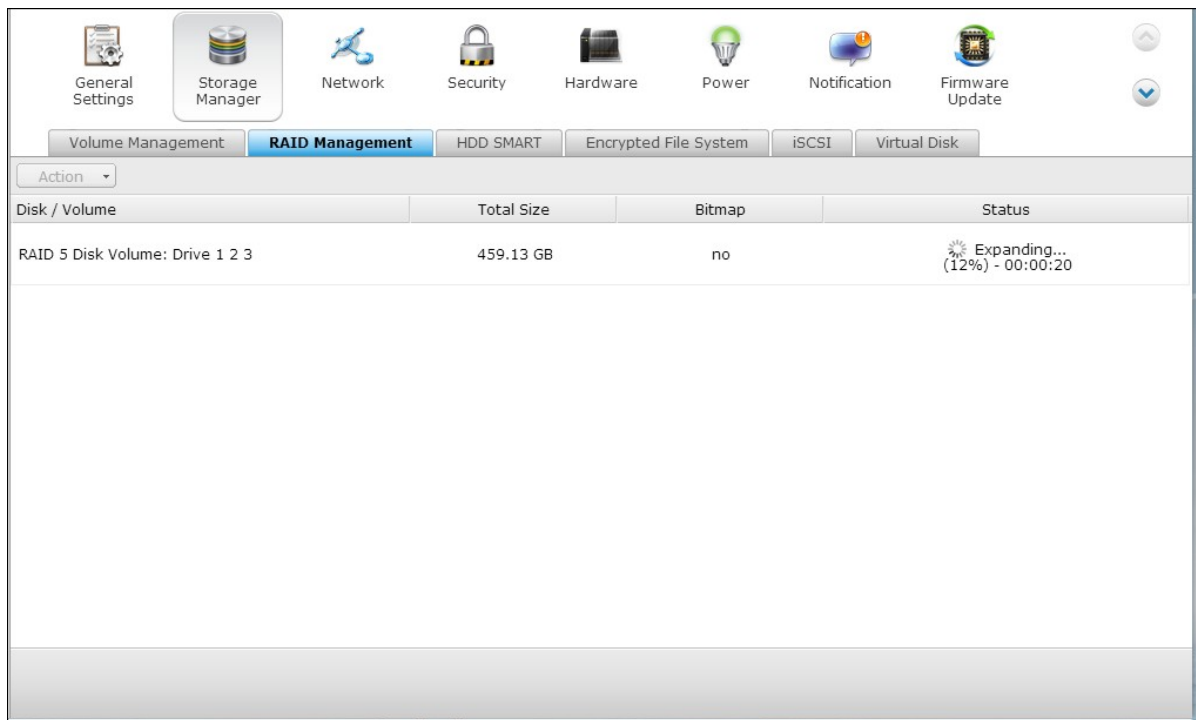 General
Settings
Storage
Manager
Network
Security
Hardware
Power
Notification
Firmware
Update
Volume Management
RAID Management
HDD SMART
Encrypted File System
iSCSI
Virtual Disk
Action
Disk / Volume
Total Size
Bitmap
Status
RAID 5 Disk Volume: Drive 1 2 3
459.13 GB
no
Expanding...
(12%) - 00:00:20